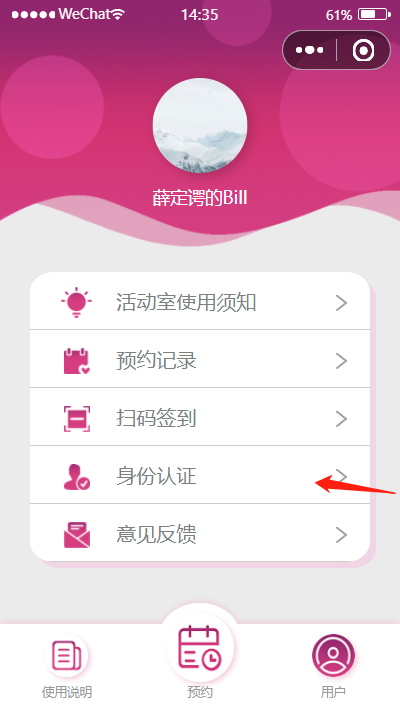 WeChat 14:35 61%
薛定谔的Bill
活动室使用须知
预约记录
扫码签到
身份认证
意见反馈
使用说明 预约 用户